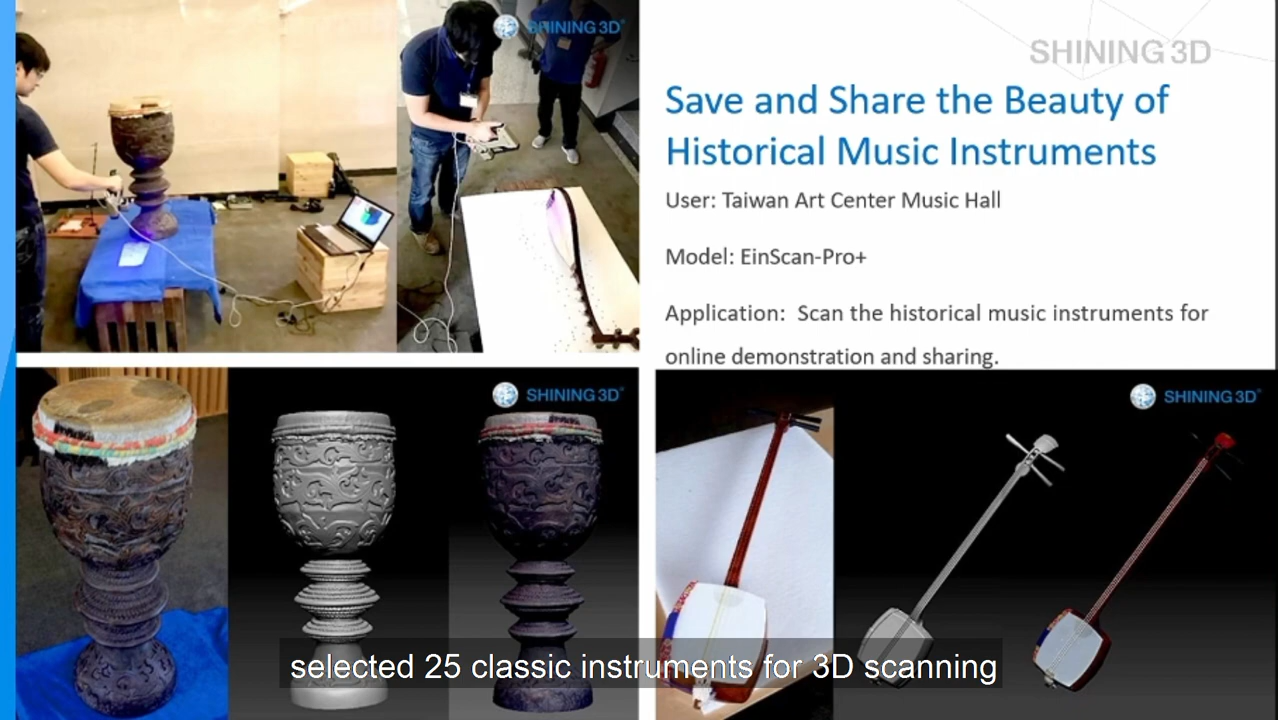 SHINING 3D®
SHINING 3D
Save and Share the Beauty of
Historical Music Instruments
User: Taiwan Art Center Music Hall
Model: EinScan-Pro+
Application:  Scan the historical music instruments for
online demonstration and sharing.
SHINING 3D®
SHINING 3D®
selected 25 classic instruments for 3D scanning